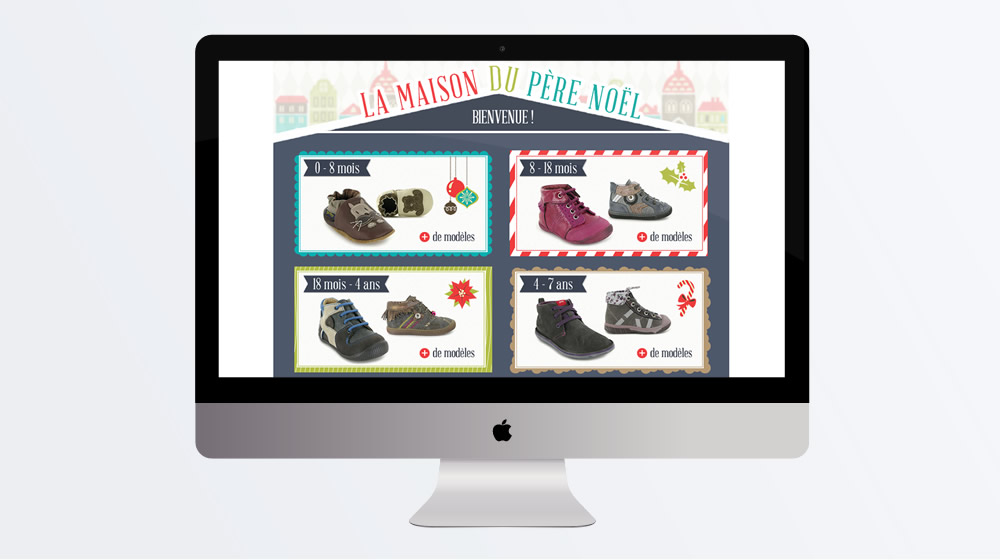 LA MAISON DU PÈRE NOËL
BIENVENUE !
0 - 8 mois
+ de modèles
8 - 18 mois
+ de modèles
18 mois - 4 ans
+ de modèles
4 - 7 ans
+ de modèles